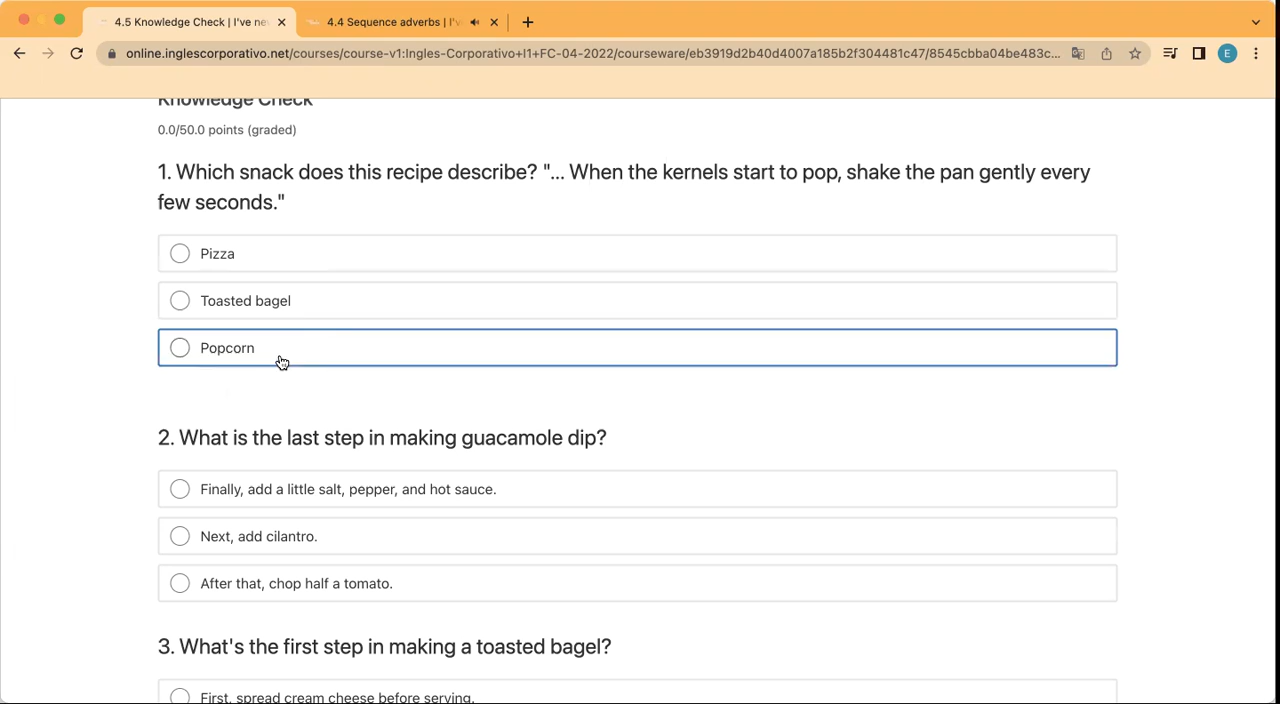 4.5 Knowledge Check | I've ne
4.4 Sequence adverbs | I'v
online.inglescorporativo.net/courses/course-v1:Ingles-Corporativo+I1+FC-04-2022/courseware/eb3919d2b40d4007a185b2f304481c47/8545cbba04be483c...
E
Knowledge Check
0.0/50.0 points (graded)
1. Which snack does this recipe describe? "... When the kernels start to pop, shake the pan gently every
few seconds."
Pizza
Toasted bagel
Popcorn
2. What is the last step in making guacamole dip?
Finally, add a little salt, pepper, and hot sauce.
Next, add cilantro.
After that, chop half a tomato.
3. What's the first step in making a toasted bagel?
First, spread cream cheese before serving.